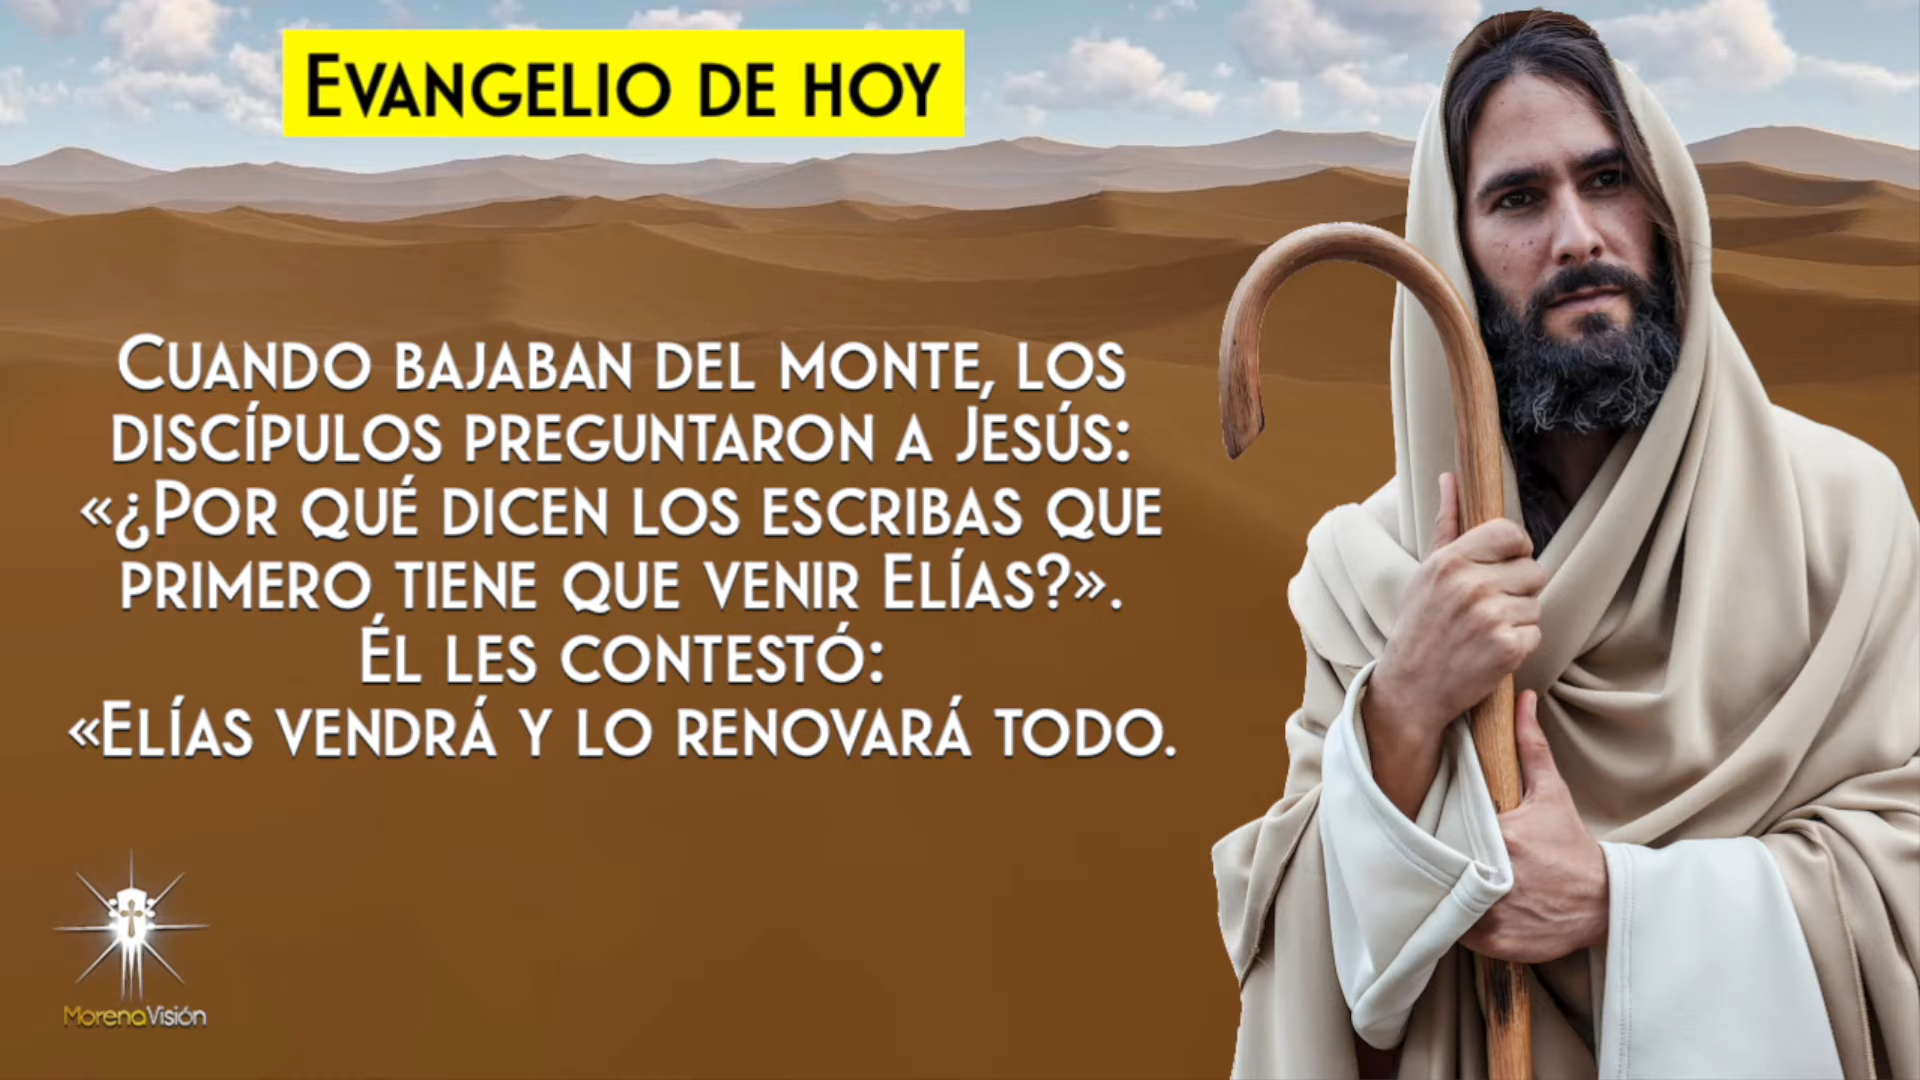 Evangelio de hoy
Cuando bajaban del monte, los
discípulos preguntaron a Jesús:
«¿Por qué dicen los escribas que
primero tiene que venir Elías?».
Él les contestó:
«Elías vendrá y lo renovará todo.
MorenaVisión